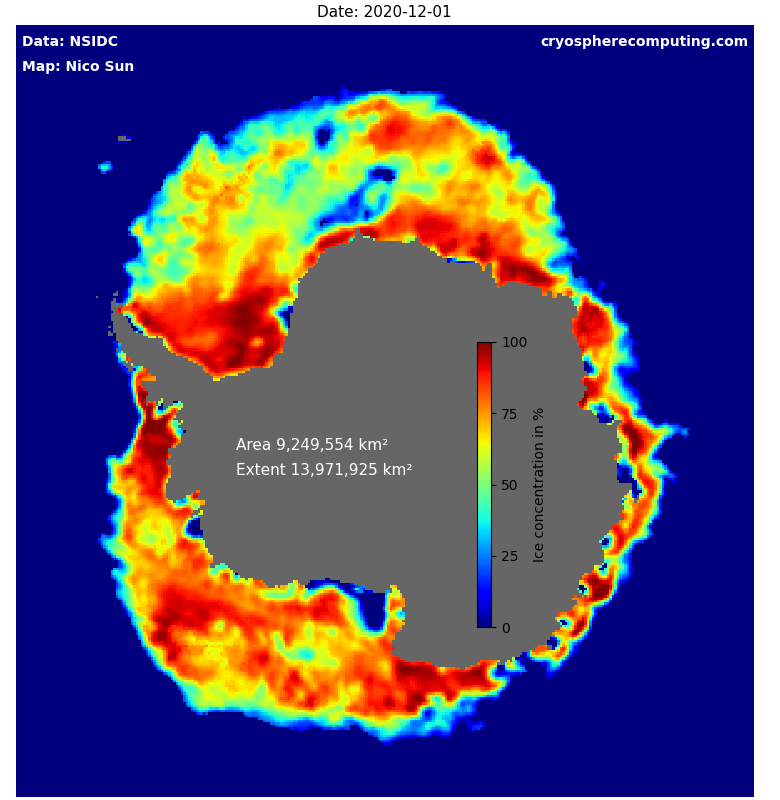 Date: 2020-12-01
Data: NSIDC
cryospherecomputing.com
Map: Nico Sun
100
75
50
25
0
Ice concentration in %
Area 9,249,554 km²
Extent 13,971,925 km²